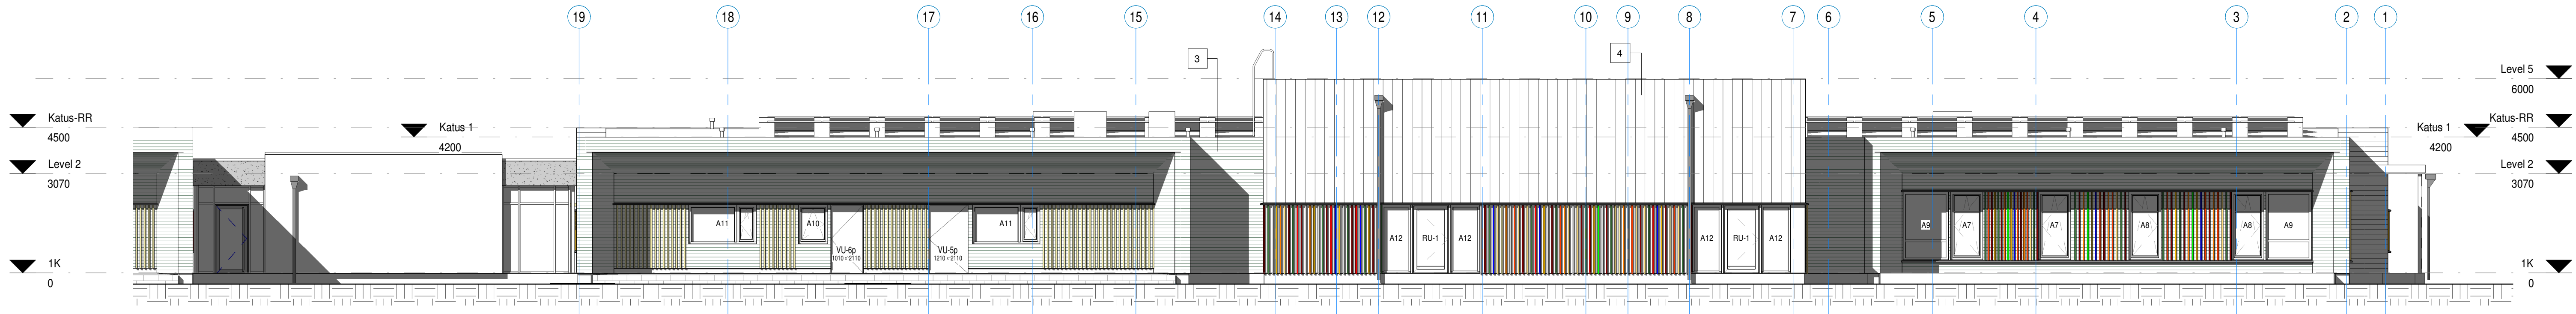 19
18
17
16
15
14
13
12
11
10
9
8
7
6
5
4
3
2
1
3
4
Level 5
6000
Katus-RR
4500
Katus 1
4200
Level 2
3070
1K
0
Katus-RR
4500
Katus 1
4200
Level 2
3070
1K
0
A11
A10
VU-6p
1010 × 2110
VU-5p
1210 × 2110
A11
A12
RU-1
A12
A12
RU-1
A12
A9
A7
A7
A8
A8
A9